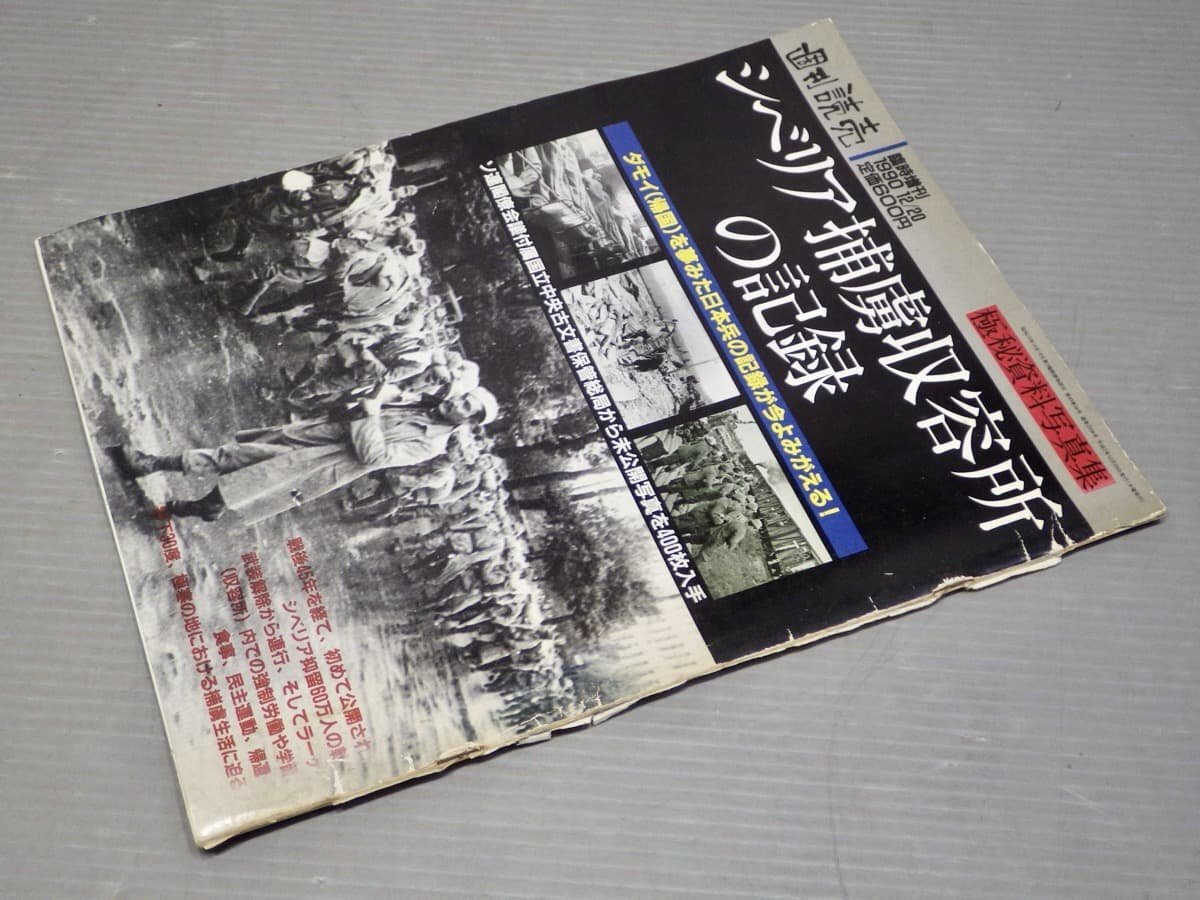 週刊読売
臨時増刊
1990 12/20
定価600円
極秘資料写真集
シベリア捕虜収容所
の記録
ダモイ(帰国)を夢みた日本兵の記録が今よみがえる!
ソ連閣僚会議付属国立中央古文書保管総局から未公開写真を400枚入手
戦後45年を経て、初めて公開され
シベリア抑留60万人の
武装解除から連行、そしてラーゲ
(収容所)内での強制労働や学習
食事、民主運動、帰還
下30度、極寒の地における捕虜生活に迫る